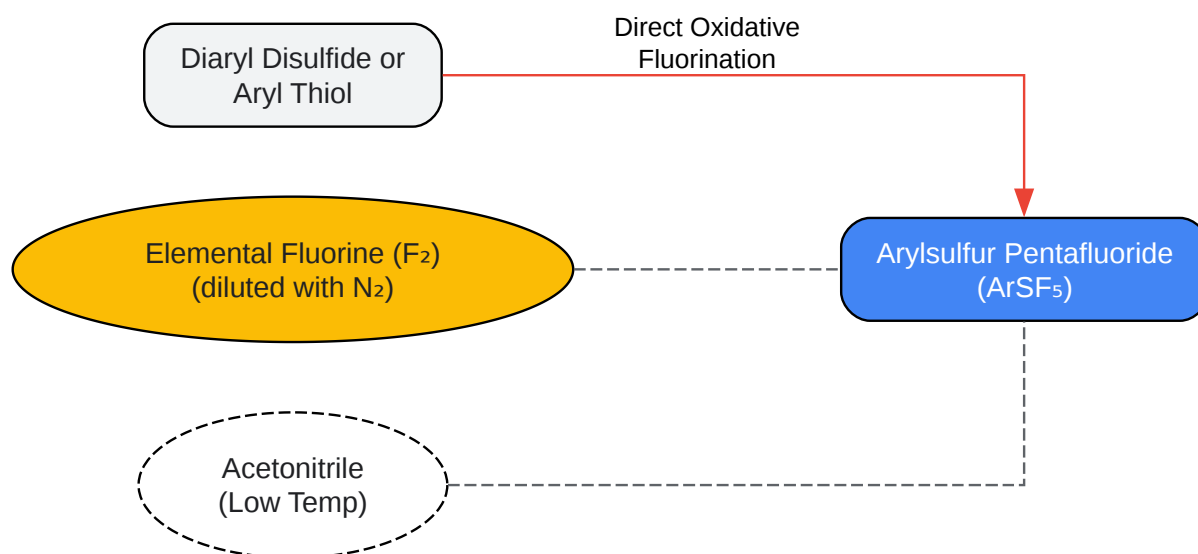 Diaryl Disulfide or
Aryl Thiol
Direct Oxidative
Fluorination
Elemental Fluorine (F₂)
(diluted with N₂)
Arylsulfur Pentafluoride
(ArSF₅)
Acetonitrile
(Low Temp)